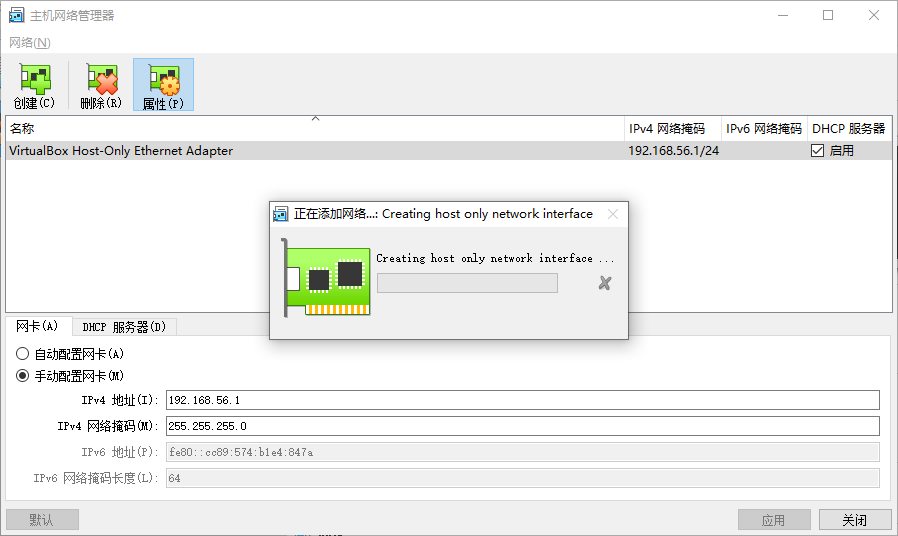 主机网络管理器
网络(N)
创建(C) 删除(R) 属性(P)
名称 IPv4 网络掩码 IPv6 网络掩码 DHCP 服务器
VirtualBox Host-Only Ethernet Adapter 192.168.56.1/24 启用
正在添加网络...: Creating host only network interface
Creating host only network interface ...
网卡(A) DHCP 服务器(D)
自动配置网卡(A)
手动配置网卡(M)
IPv4 地址(I): 192.168.56.1
IPv4 网络掩码(M): 255.255.255.0
IPv6 地址(P): fe80::cc89:574:b1e4:847a
IPv6 网络掩码长度(L): 64
默认 应用 关闭